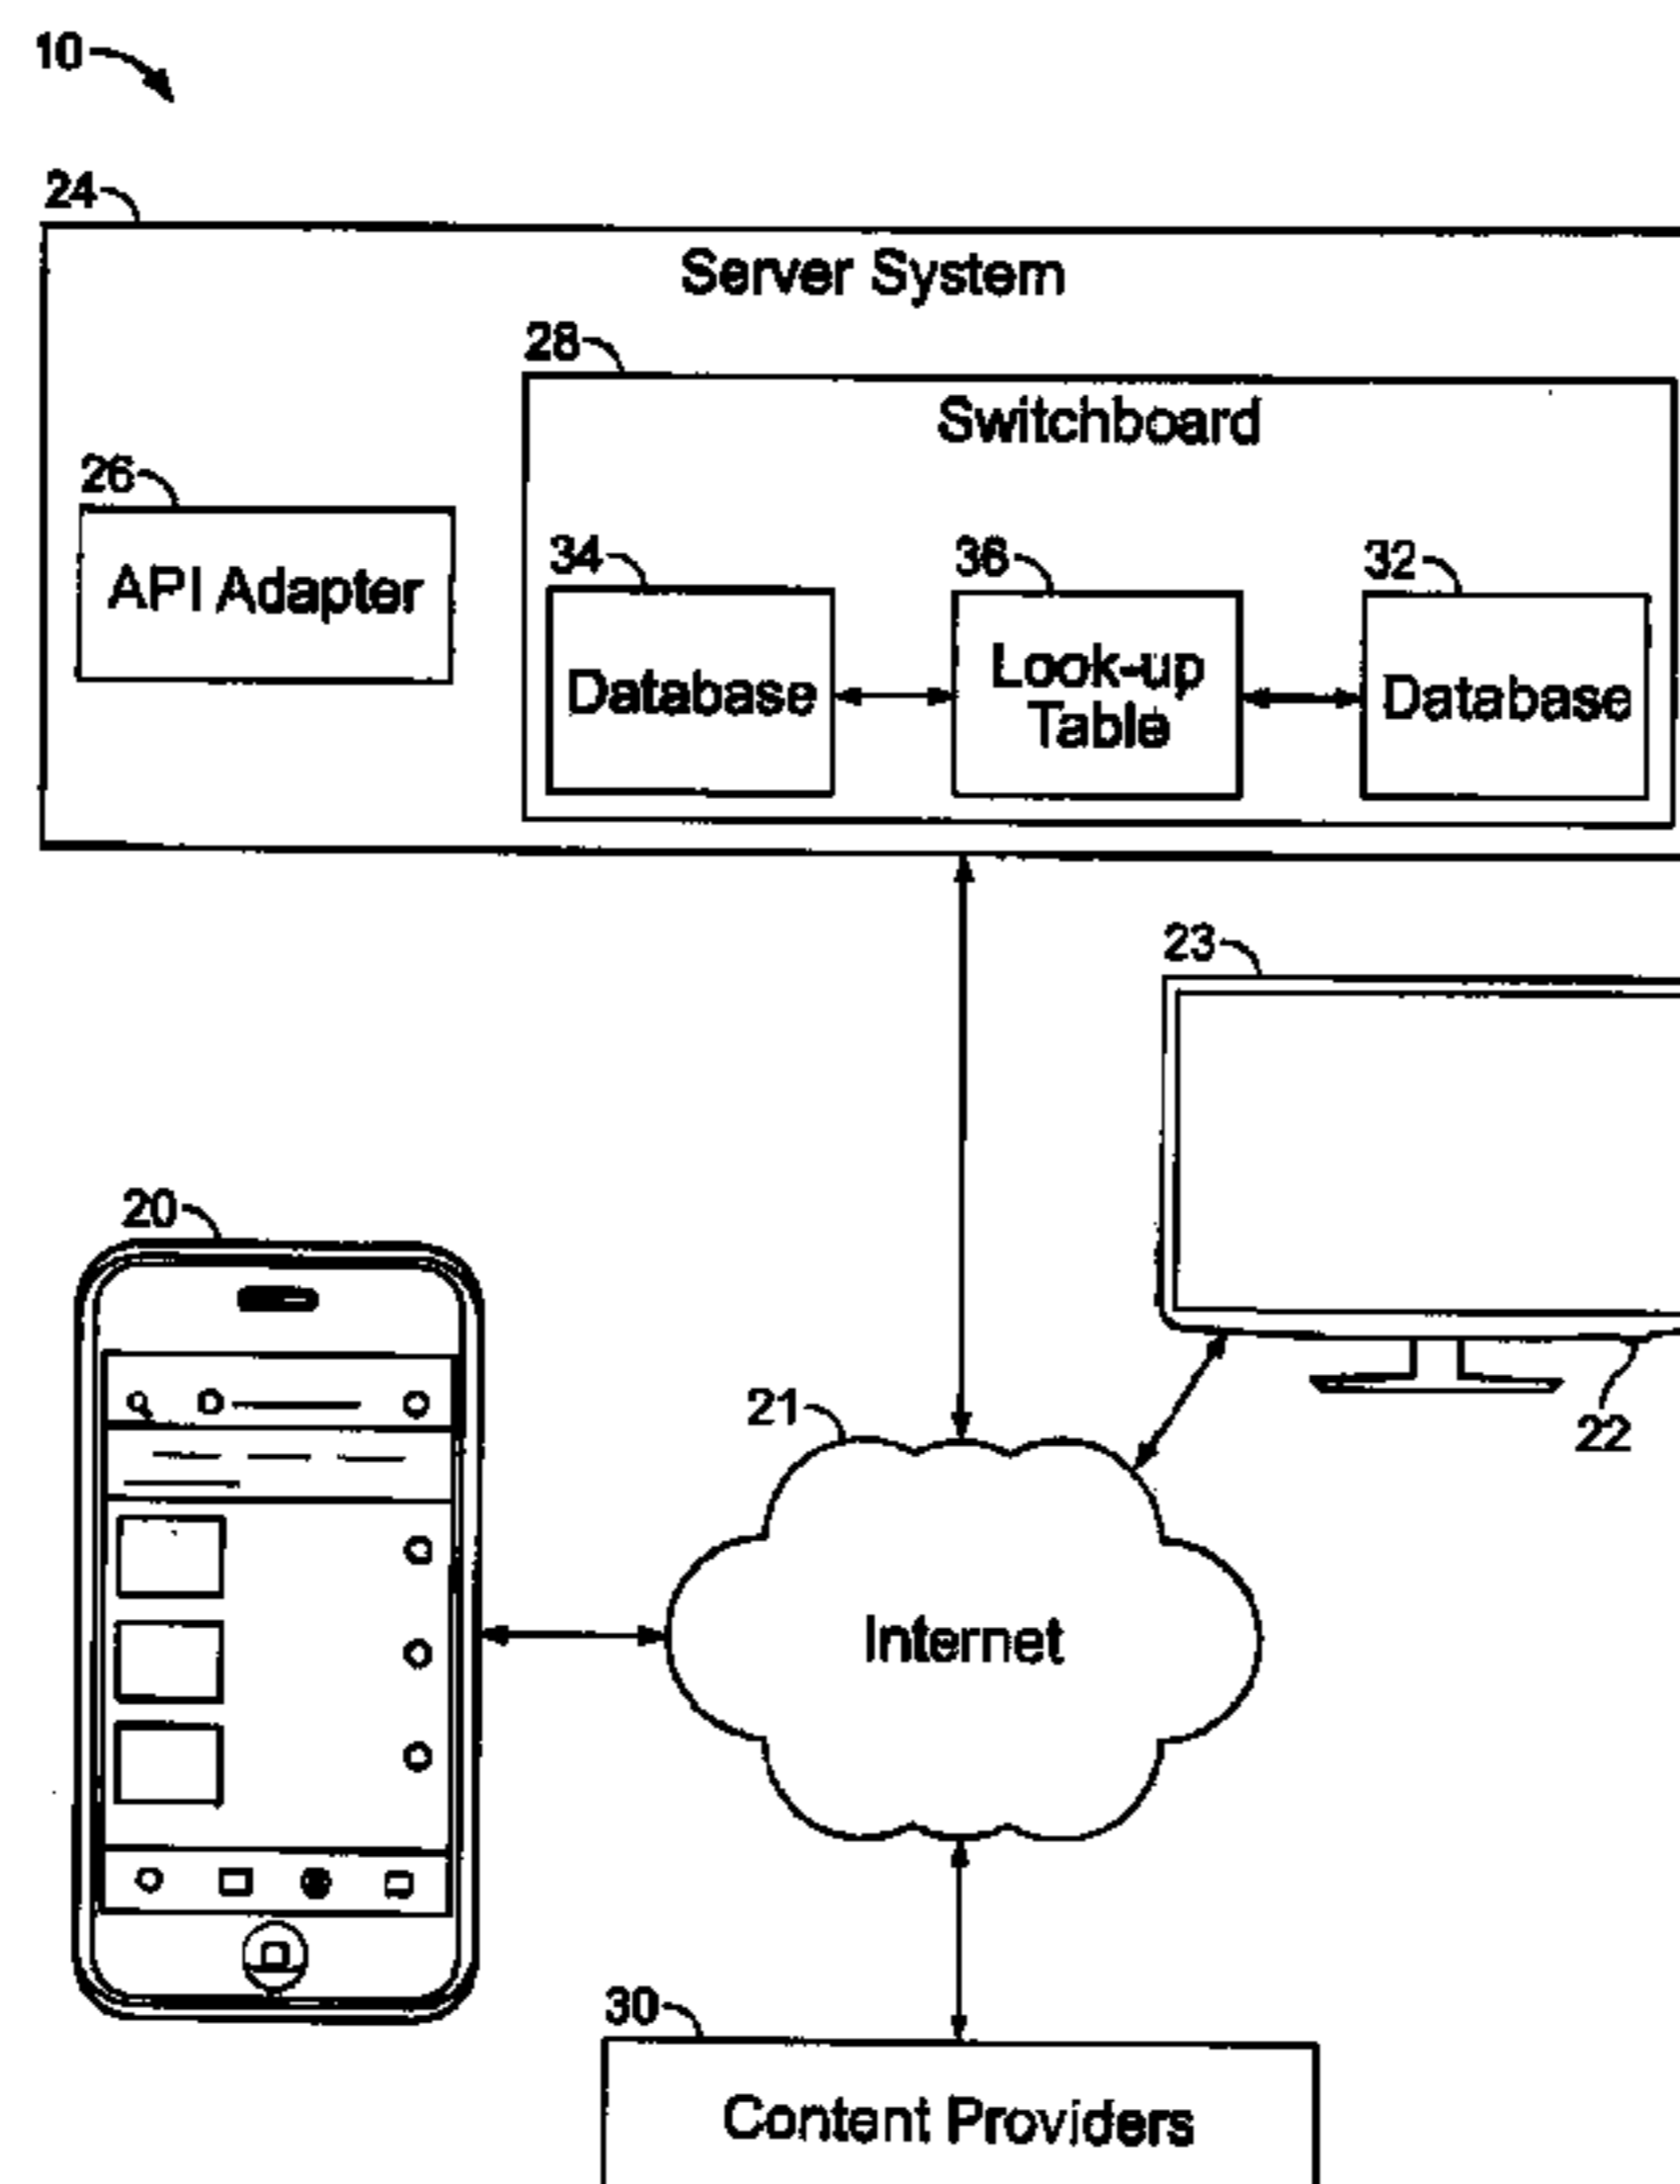 10
24
Server System
28
Switchboard
26
API Adapter
34
Database
36
Look-up
Table
32
Database
23
20
21
22
Internet
30
Content Providers